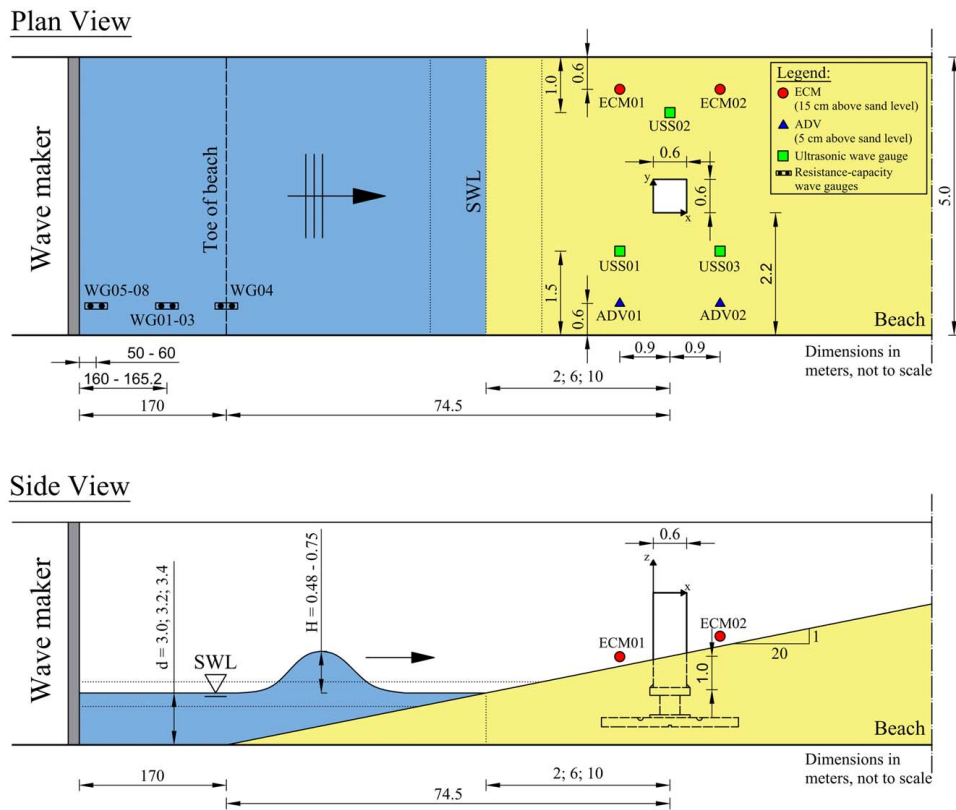 Plan View
Wave maker
Toe of beach
SWL
1.0
0.6
ECM01
ECM02
USS02
0.6
y
x
0.6
5.0
Legend:
ECM
(15 cm above sand level)
ADV
(5 cm above sand level)
Ultrasonic wave gauge
Resistance-capacity
wave gauges
WG05-08
WG01-03
WG04
USS01
USS03
1.5
0.6
2.2
ADV01
ADV02
Beach
50 - 60
160 - 165.2
170
0.9
0.9
2; 6; 10
74.5
Dimensions in
meters, not to scale
Side View
Wave maker
d = 3.0; 3.2; 3.4
SWL
H = 0.48 - 0.75
0.6
z
x
ECM01
ECM02
1.0
1
20
Beach
170
2; 6; 10
74.5
Dimensions in
meters, not to scale